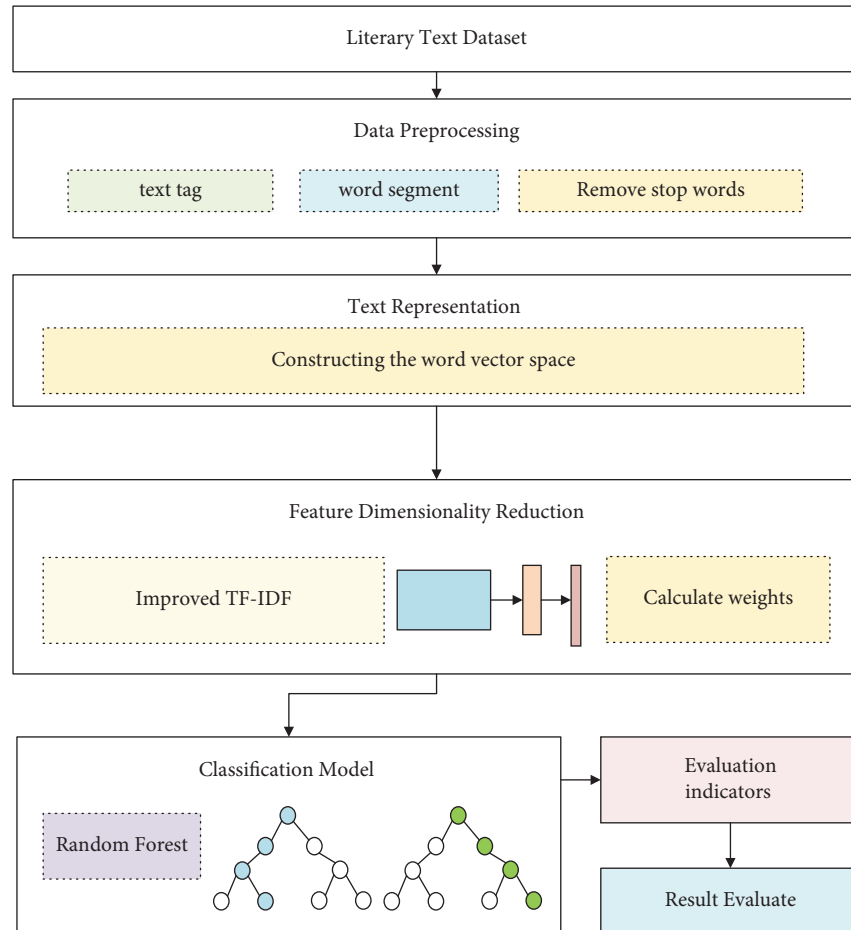 Literary Text Dataset
Data Preprocessing
text tag
word segment
Remove stop words
Text Representation
Constructing the word vector space
Feature Dimensionality Reduction
Improved TF-IDF
Calculate weights
Classification Model
Random Forest
Evaluation
indicators
Result Evaluate